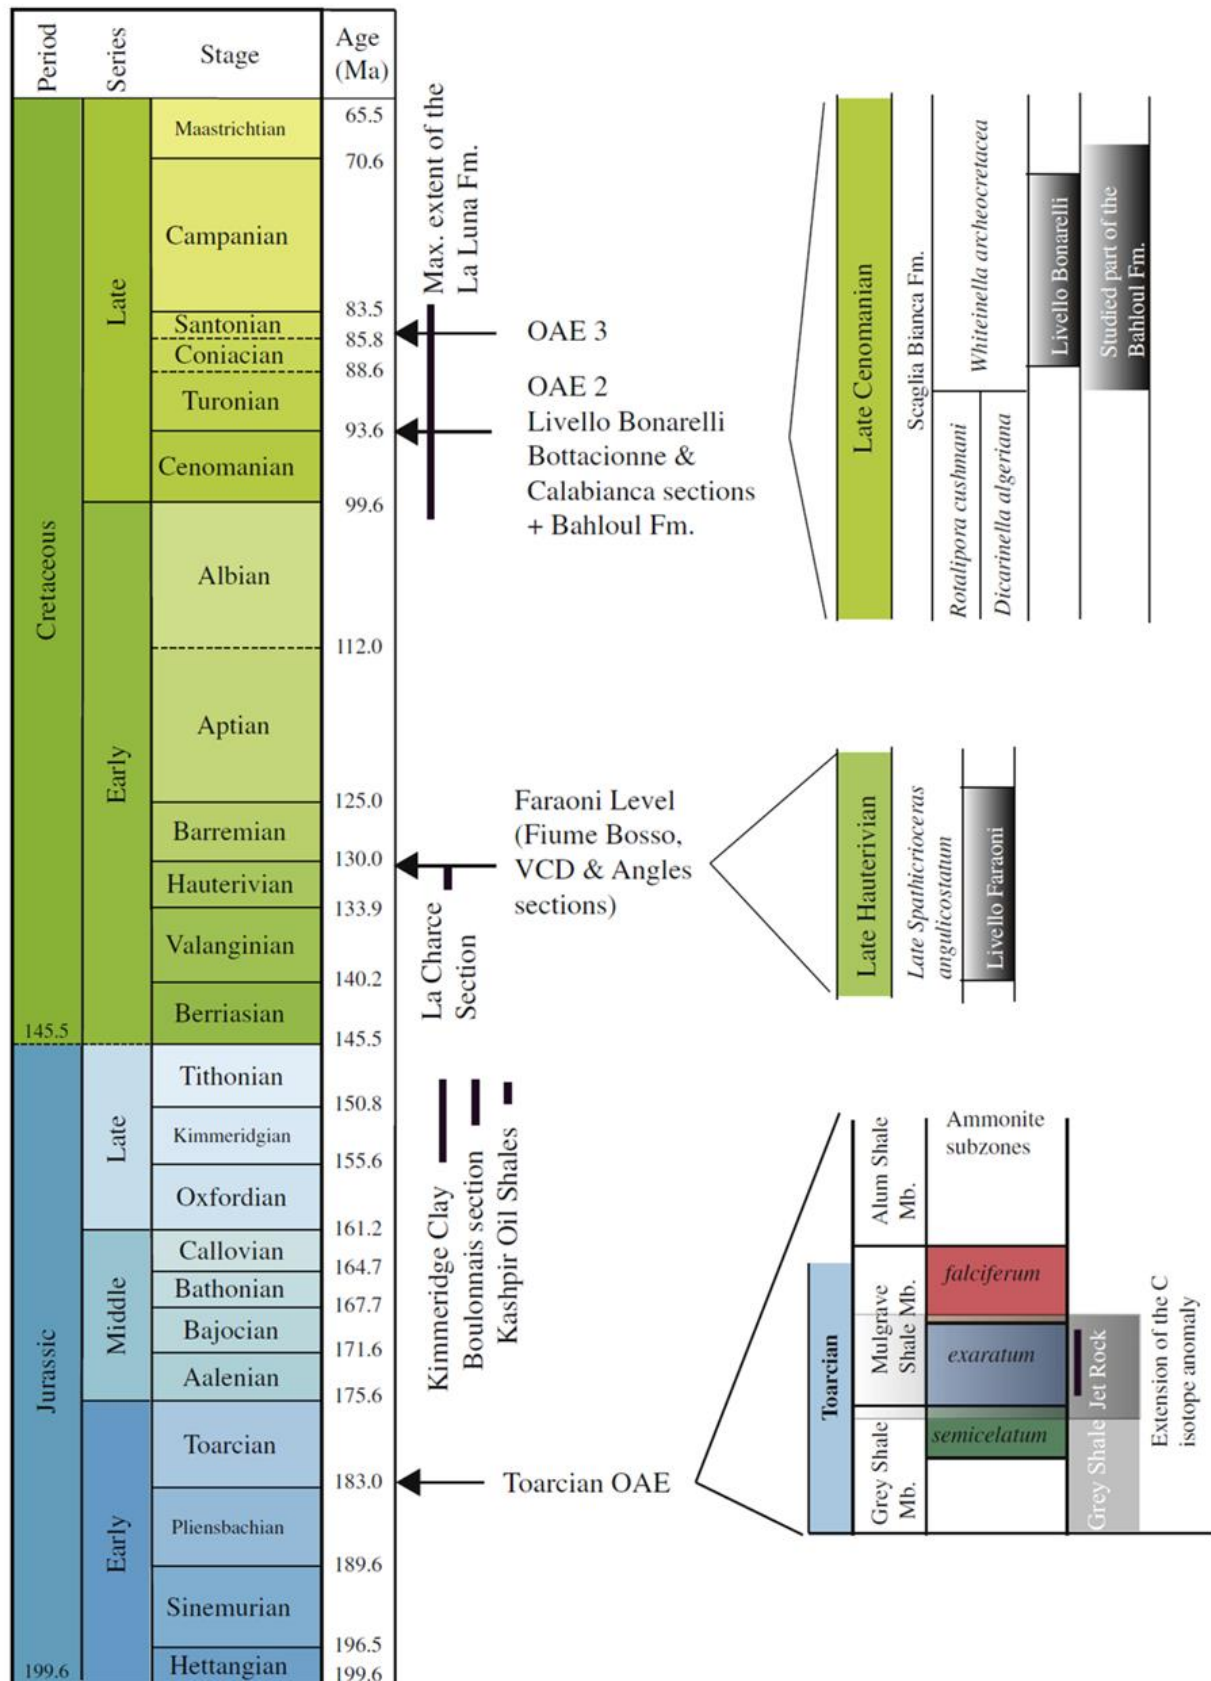 Period
Series
Stage
Age
(Ma)
Cretaceous
145.5
Jurassic
199.6
Late
Early
Late
Middle
Early
Maastrichtian
Campanian
Santonian
Coniacian
Turonian
Cenomanian
Albian
Aptian
Barremian
Hauterivian
Valanginian
Berriasian
Tithonian
Kimmeridgian
Oxfordian
Callovian
Bathonian
Bajocian
Aalenian
Toarcian
Pliensbachian
Sinemurian
Hettangian
65.5
70.6
83.5
85.8
88.6
93.6
99.6
112.0
125.0
130.0
133.9
140.2
145.5
150.8
155.6
161.2
164.7
167.7
171.6
175.6
183.0
189.6
196.5
199.6
Max. extent of the
La Luna Fm.
OAE 3
OAE 2
Livello Bonarelli
Bottacionne &
Calabianca sections
+ Bahloul Fm.
Late Cenomanian
Scaglia Bianca Fm.
Whiteinella archeocretacea
Rotalipora cushmani
Dicarinella algeriana
Livello Bonarelli
Studied part of the
Bahloul Fm.
Faraoni Level
(Fiume Bosso,
VCD & Angles
sections)
La Charce
Section
Late Hauterivian
Late Spathicrioceras
angulicostatum
Livello Faraoni
Kimmeridge Clay
Boulonnais section
Kashpir Oil Shales
Toarcian OAE
Toarcian
Alum Shale
Mb.
Mulgrave
Shale Mb.
Grey Shale
Mb.
Ammonite
subzones
falciferum
exaratum
semicelatum
Jet Rock
Grey Shale
Extension of the C
isotope anomaly